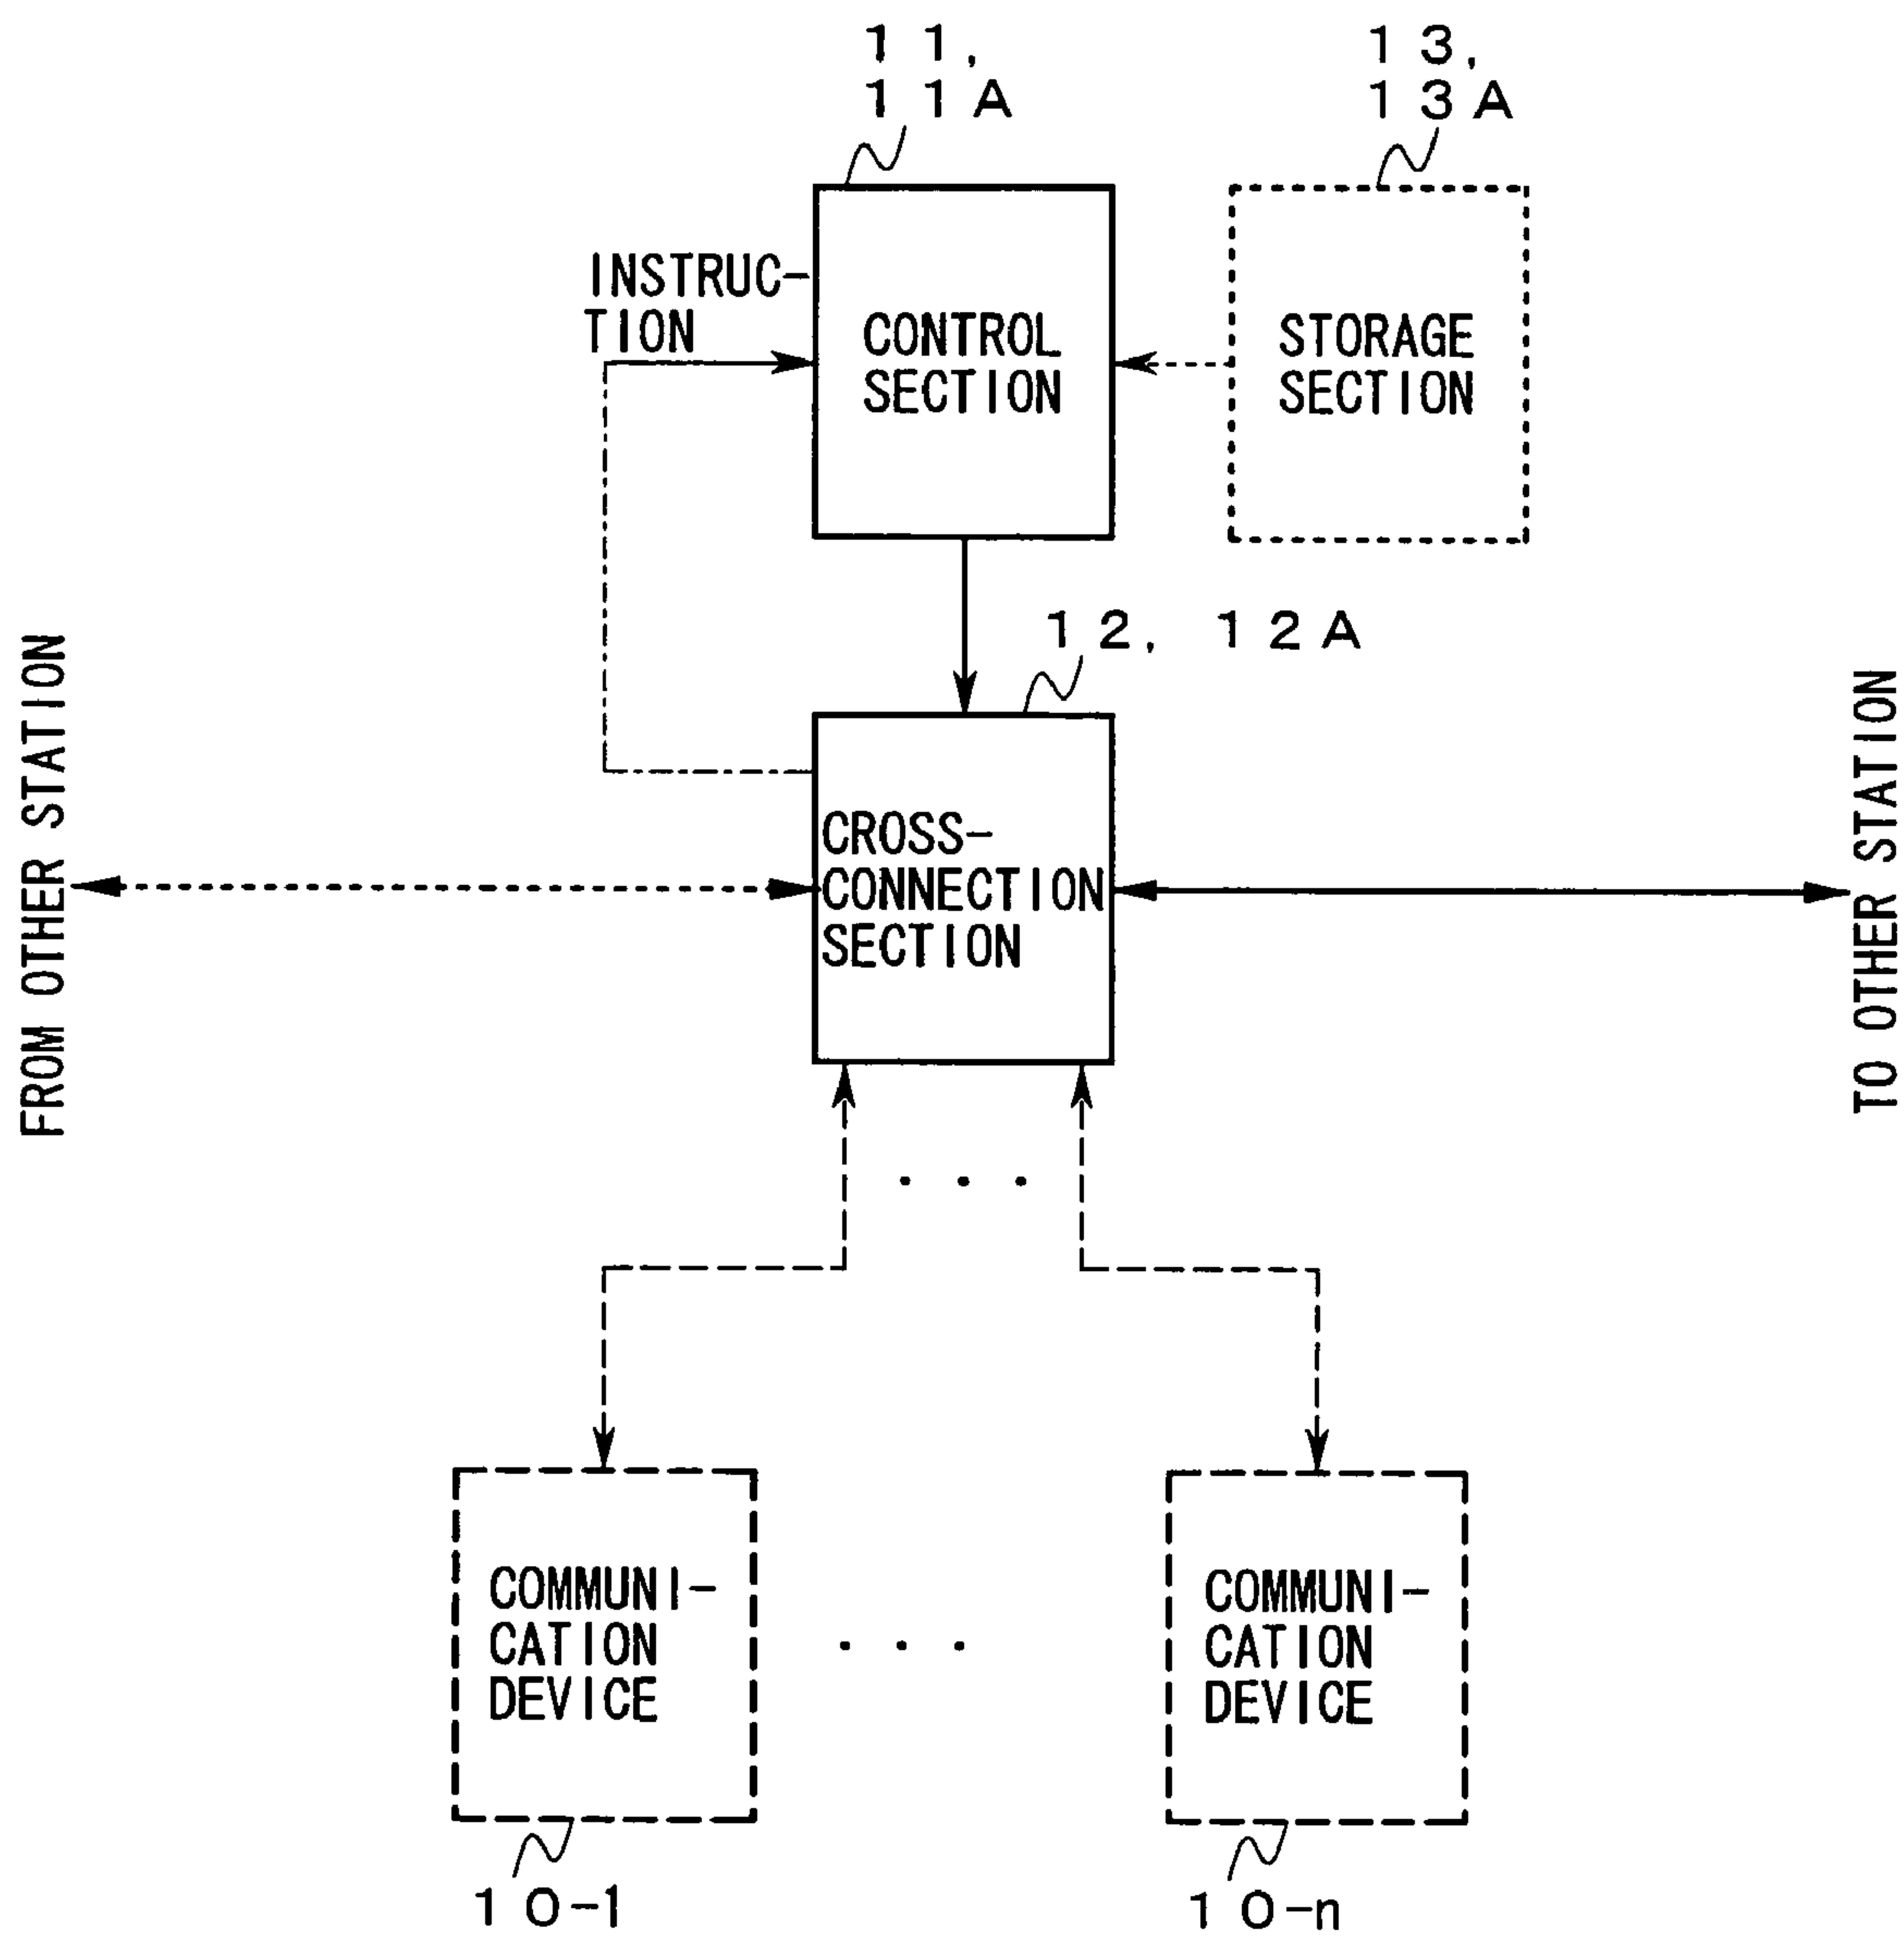 11,
11A
13,
13A
INSTRUC-
TION
CONTROL
SECTION
STORAGE
SECTION
12, 12A
FROM OTHER STATION
CROSS-
CONNECTION
SECTION
TO OTHER STATION
. . .
COMMUNI-
CATION
DEVICE
. . .
COMMUNI-
CATION
DEVICE
10-1
10-n